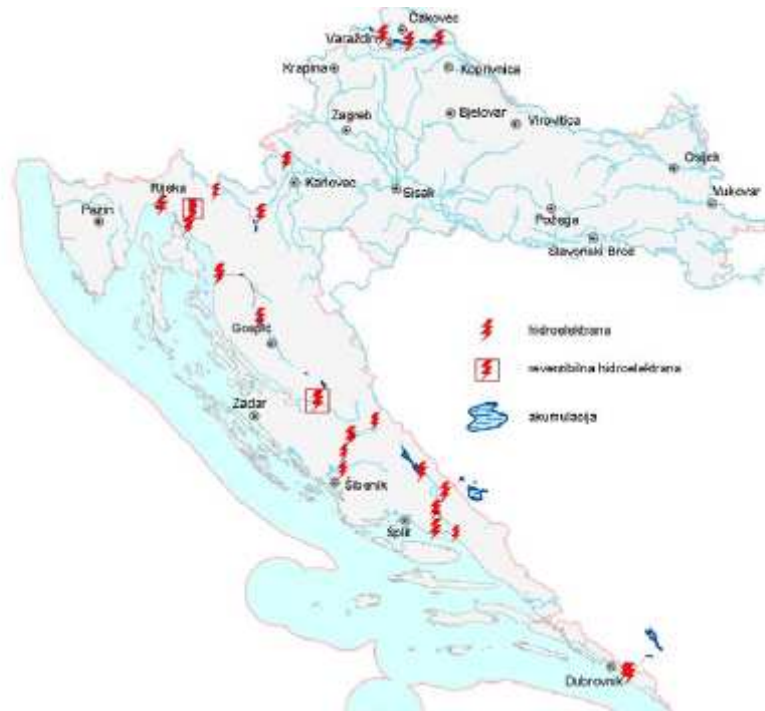 Čakovec
Varaždin
Krapina
Koprivnica
Zagreb
Bjelovar
Virovitica
Osijek
Rijeka
Karlovec
Sisak
Vukovar
Pazin
Požega
Slavonski Brod
hidroelektrana
Gospić
reverzibilna hidroelektrana
Zadar
akumulacija
Šibenik
Split
Dubrovnik